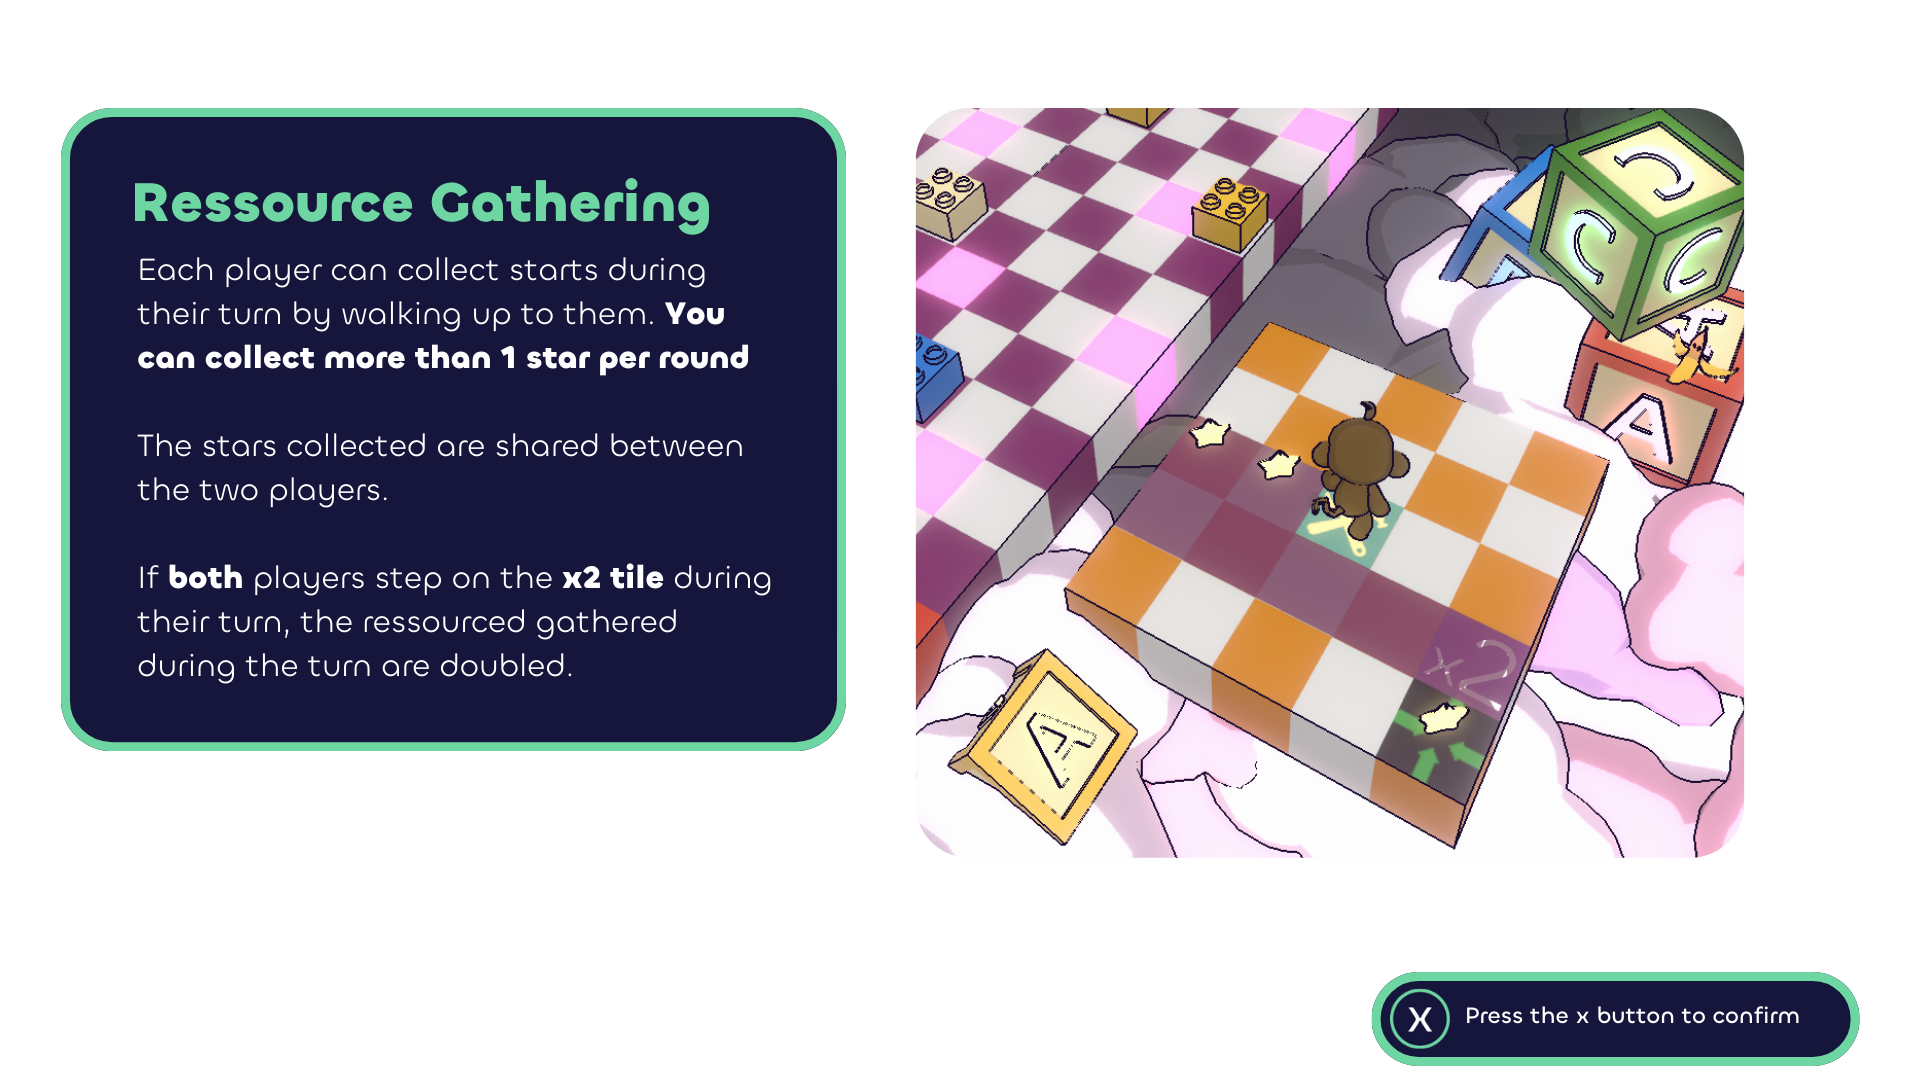 Ressource Gathering
Each player can collect starts during
their turn by walking up to them. You
can collect more than 1 star per round
The stars collected are shared between
the two players.
If both players step on the x2 tile during
their turn, the ressourced gathered
during the turn are doubled.
C
C
C
A
x2
A
X Press the x button to confirm